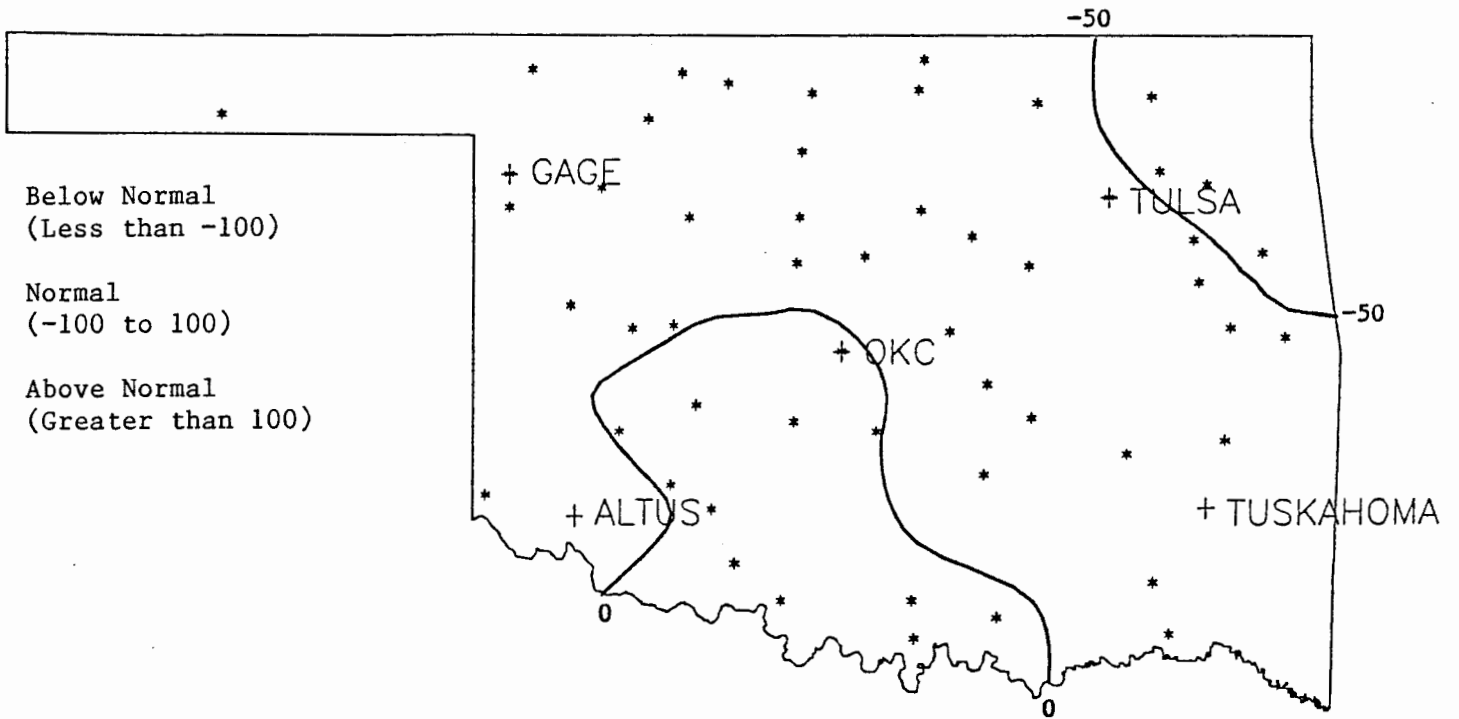 -50
GAGE
Below Normal
(Less than -100)
TULSA
Normal
(-100 to 100)
-50
OKC
Above Normal
(Greater than 100)
ALTUS
TUSKAHOMA
0
0